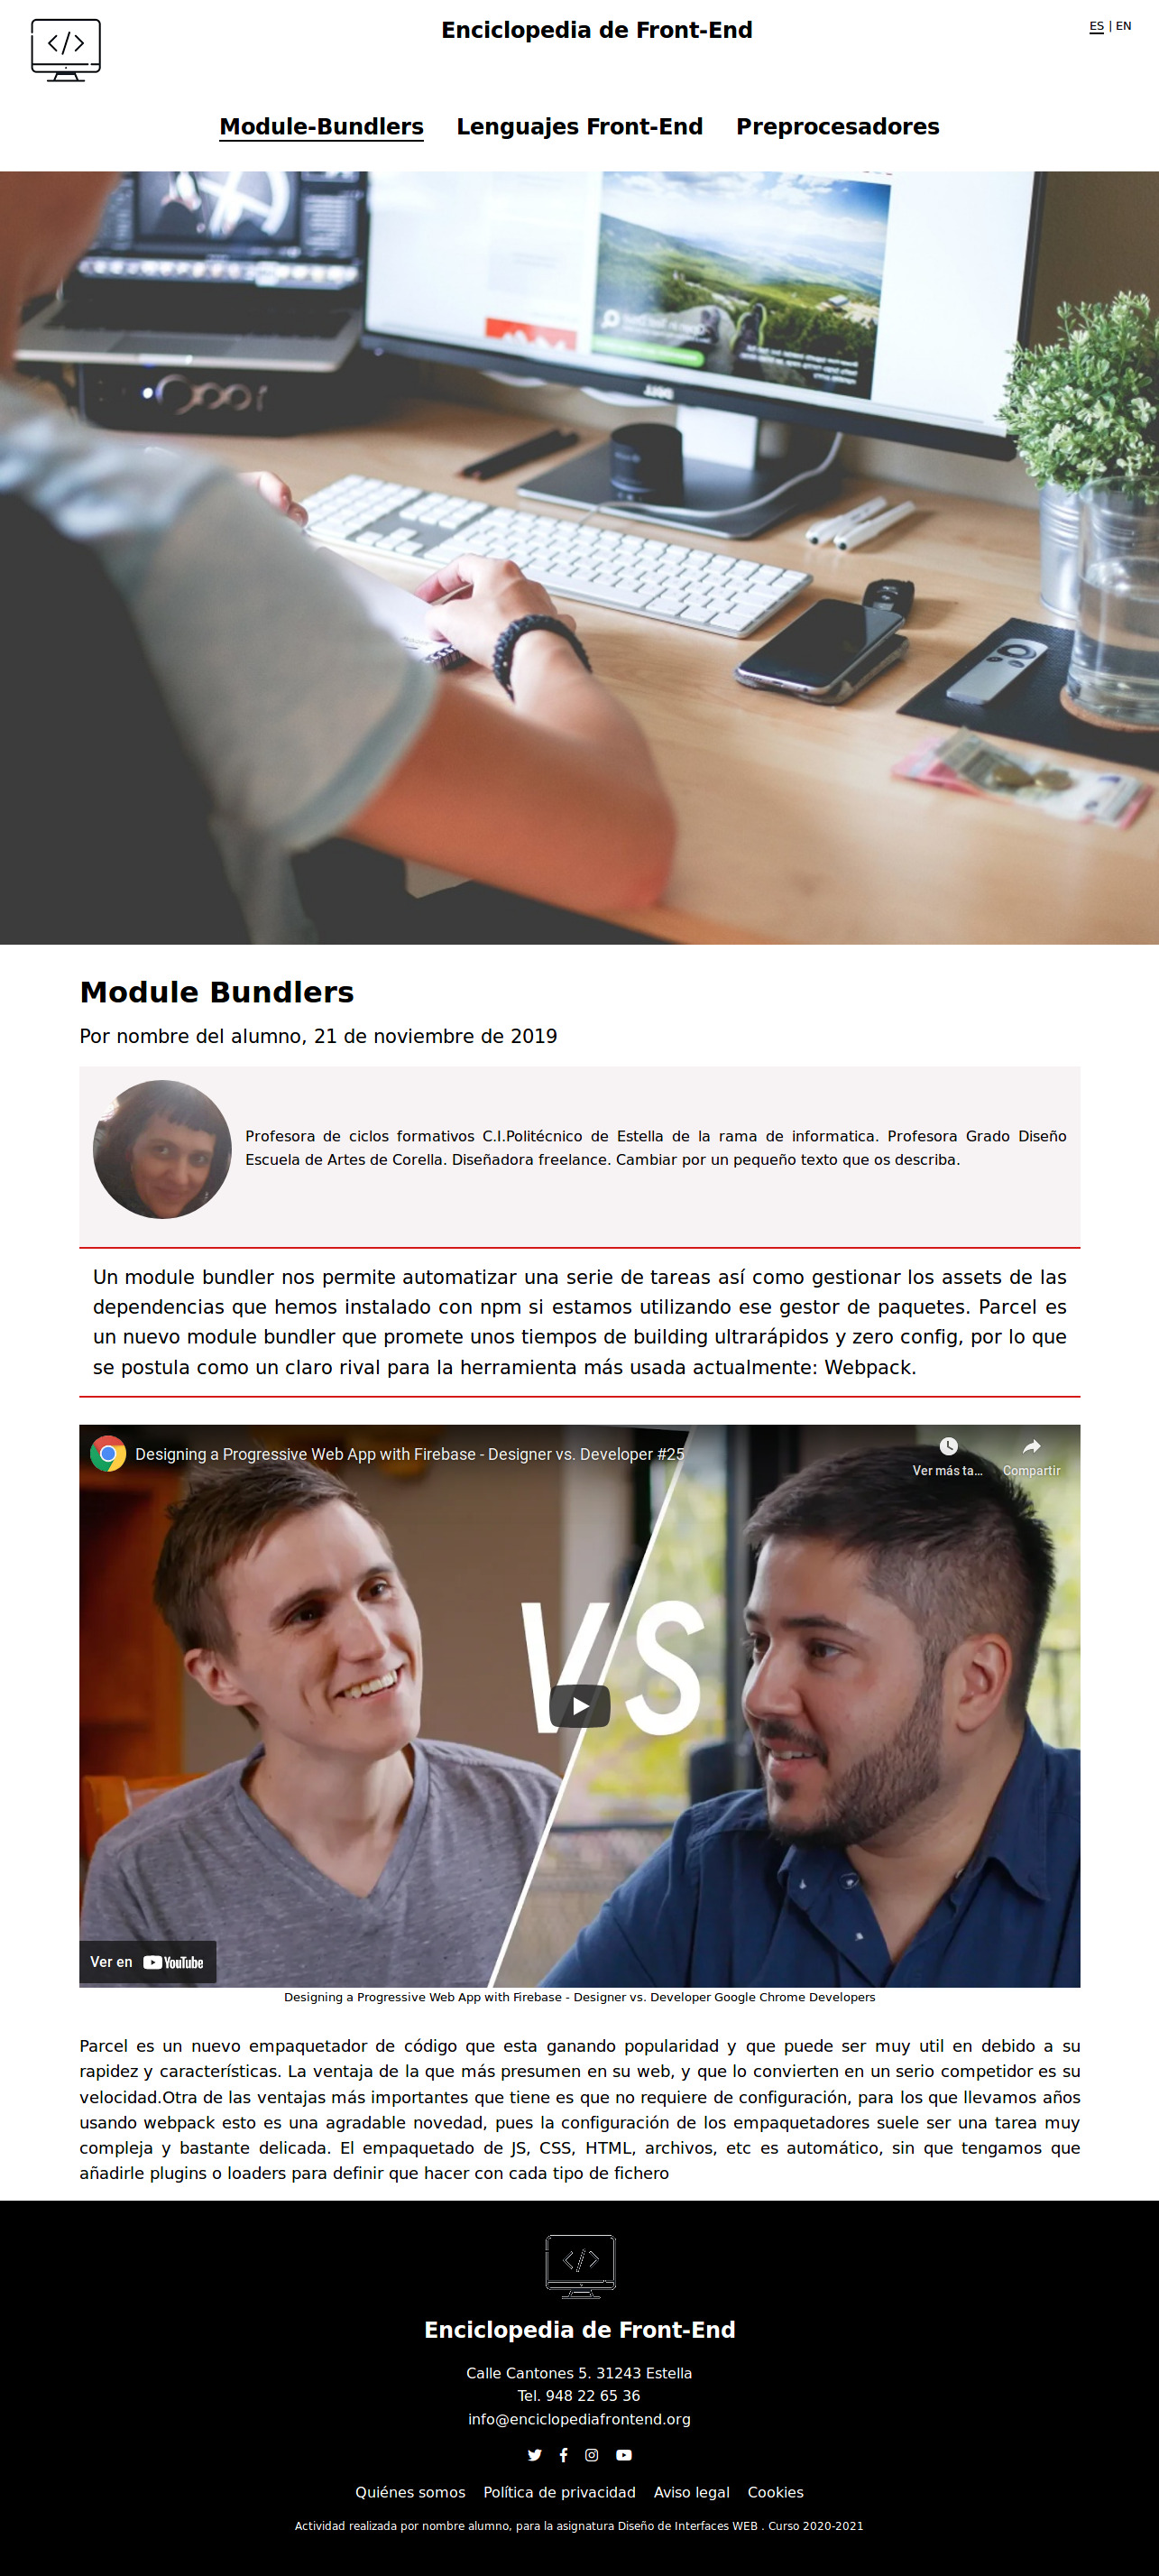 Enciclopedia de Front-End
ES | EN
</>
Module-Bundlers Lenguajes Front-End Preprocesadores
DELL
Module Bundlers
Por nombre del alumno, 21 de noviembre de 2019
Profesora de ciclos formativos C.I.Politécnico de Estella de la rama de informatica. Profesora Grado Diseño
Escuela de Artes de Corella. Diseñadora freelance. Cambiar por un pequeño texto que os describa.
Un module bundler nos permite automatizar una serie de tareas así como gestionar los assets de las
dependencias que hemos instalado con npm si estamos utilizando ese gestor de paquetes. Parcel es
un nuevo module bundler que promete unos tiempos de building ultrarápidos y zero config, por lo que
se postula como un claro rival para la herramienta más usada actualmente: Webpack.
Designing a Progressive Web App with Firebase - Designer vs. Developer #25
Ver más ta... Compartir
VS
Ver en YouTube
Designing a Progressive Web App with Firebase - Designer vs. Developer Google Chrome Developers
Parcel es un nuevo empaquetador de código que esta ganando popularidad y que puede ser muy util en debido a su
rapidez y características. La ventaja de la que más presumen en su web, y que lo convierten en un serio competidor es su
velocidad.Otra de las ventajas más importantes que tiene es que no requiere de configuración, para los que llevamos años
usando webpack esto es una agradable novedad, pues la configuración de los empaquetadores suele ser una tarea muy
compleja y bastante delicada. El empaquetado de JS, CSS, HTML, archivos, etc es automático, sin que tengamos que
añadirle plugins o loaders para definir que hacer con cada tipo de fichero
</>
Enciclopedia de Front-End
Calle Cantones 5. 31243 Estella
Tel. 948 22 65 36
info@enciclopediafrontend.org
Quiénes somos Política de privacidad Aviso legal Cookies
Actividad realizada por nombre alumno, para la asignatura Diseño de Interfaces WEB . Curso 2020-2021